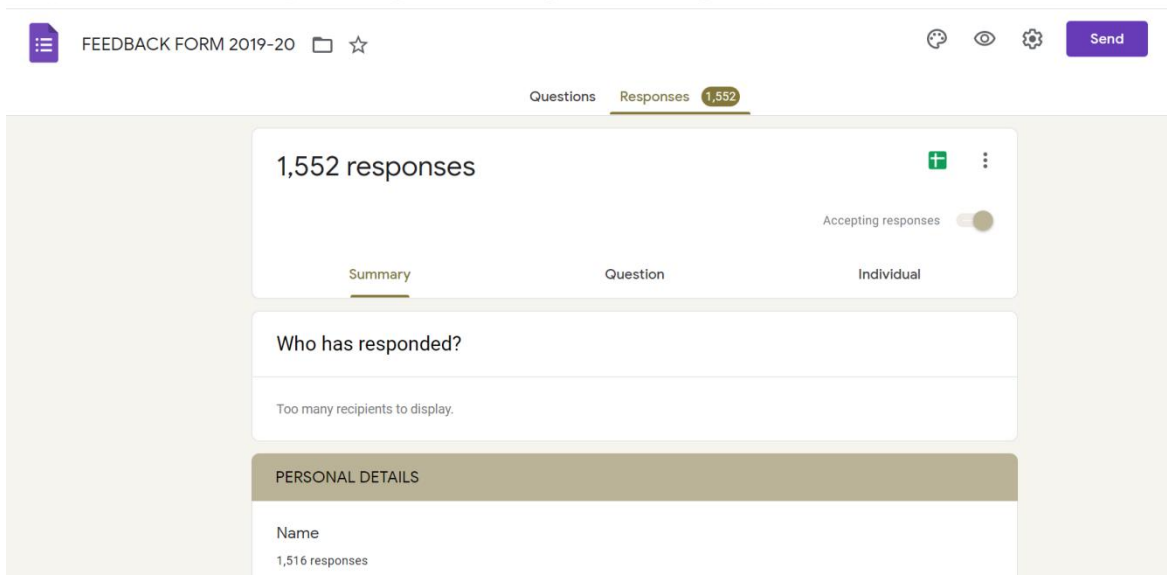 FEEDBACK FORM 2019-20
Send
Questions Responses 1,552
1,552 responses
Accepting responses
Summary Question Individual
Who has responded?
Too many recipients to display.
PERSONAL DETAILS
Name
1,516 responses